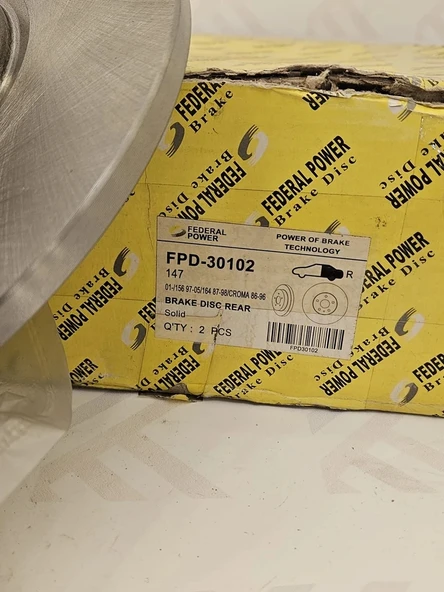 FEDERAL
Brake
FEDERAL POWER
Brake Disc
FEDERAL POWER
Brake Disc
FEDERAL POWER
Brake Disc
FEDERAL
POWER
POWER OF BRAKE
TECHNOLOGY
FPD-30102
147
R
01-/156 97-05/164 87-98/CROMA 86-96
BRAKE DISC REAR
Solid
Q'TY : 2 PCS
FPD30102